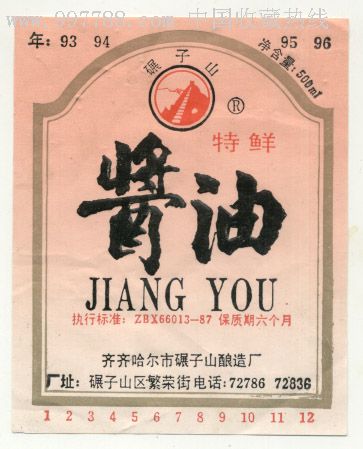 www.997788.com 中国收藏热线
年: 93 94 95 96
净含量:500ml
碾子山
®
特鲜
酱油
JIANG YOU
执行标准: ZBX66013-87 保质期六个月
齐齐哈尔市碾子山酿造厂
厂址: 碾子山区繁荣街 电话:72786 72836
1 2 3 4 5 6 7 8 9 10 11 12